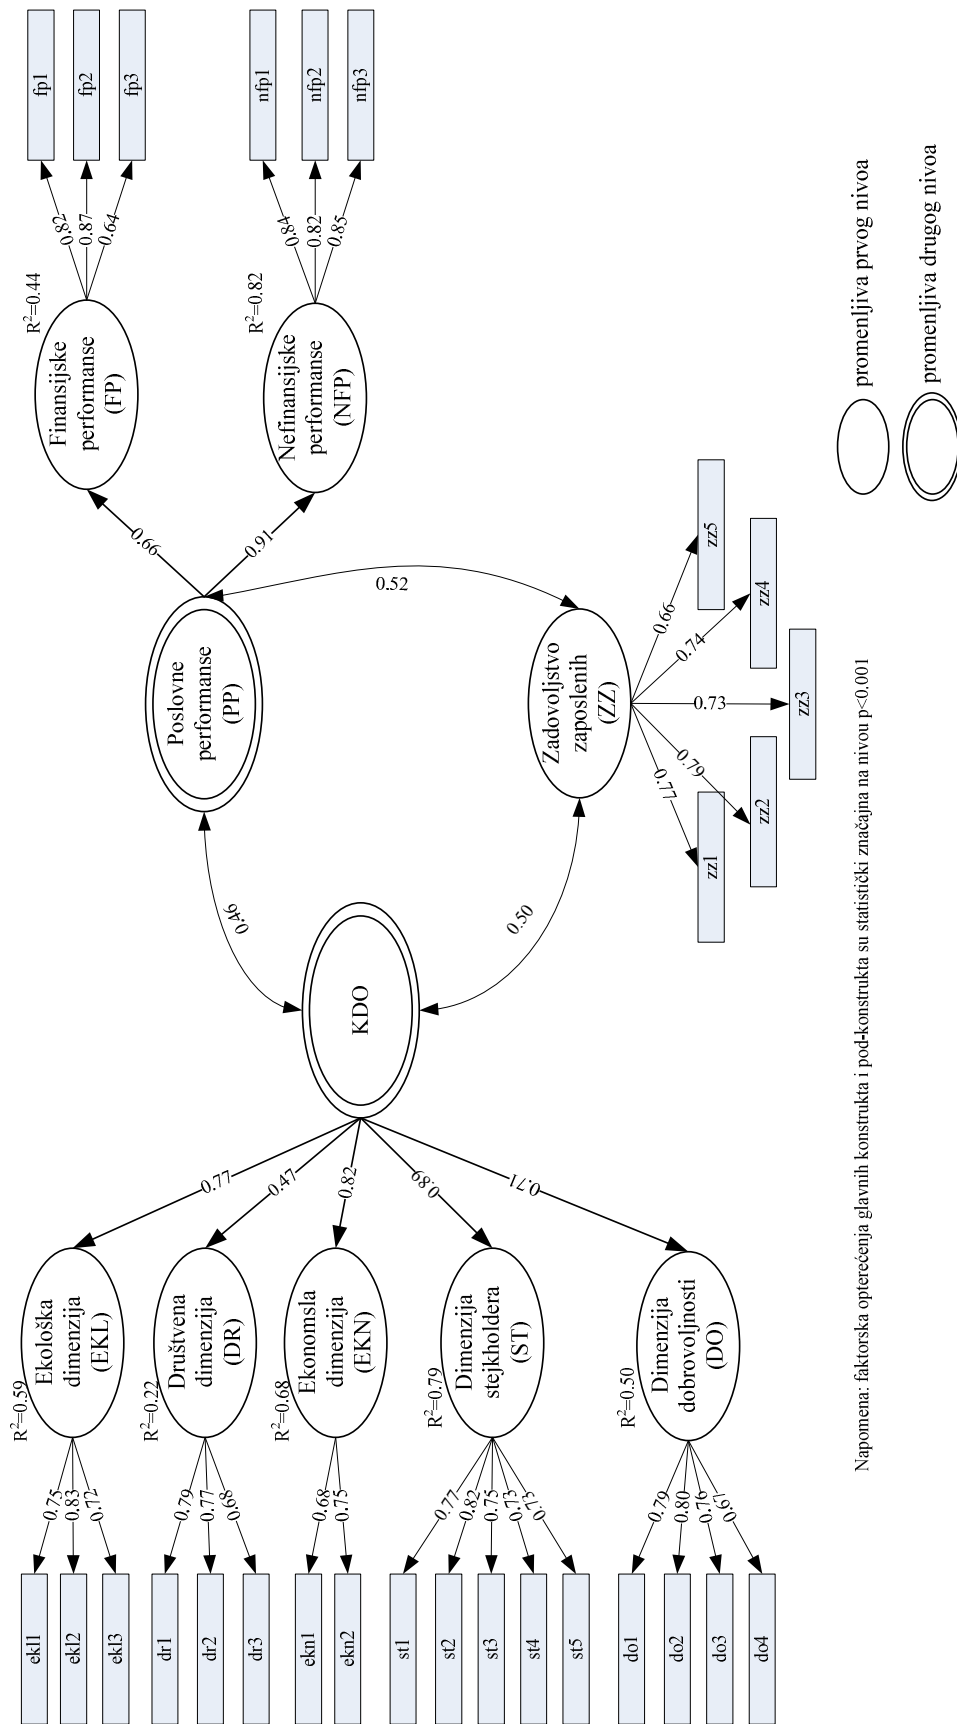 ekl1
ekl2
ekl3
dr1
dr2
dr3
ekn1
ekn2
st1
st2
st3
st4
st5
do1
do2
do3
do4
0.75
0.83
0.72
0.79
0.77
0.68
0.68
0.75
0.77
0.82
0.75
0.73
0.73
0.79
0.80
0.76
0.67
R²=0.59
Ekološka
dimenzija
(EKL)
R²=0.22
Društvena
dimenzija
(DR)
R²=0.68
Ekonomsla
dimenzija
(EKN)
R²=0.79
Dimenzija
stejkholdera
(ST)
R²=0.50
Dimenzija
dobrovoljnosti
(DO)
0.77
0.47
0.82
0.89
0.71
KDO
0.46
0.50
Poslovne
performanse
(PP)
0.52
Zadovoljstvo
zaposlenih
(ZZ)
0.77
0.79
0.73
0.74
0.66
zz1
zz2
zz3
zz4
zz5
0.66
0.91
R²=0.44
Finansijske
performanse
(FP)
R²=0.82
Nefinansijske
performanse
(NFP)
0.82
0.87
0.64
0.84
0.82
0.85
fp1
fp2
fp3
nfp1
nfp2
nfp3
promenljiva prvog nivoa
promenljiva drugog nivoa
Napomena: faktorska opterećenja glavnih konstrukta i pod-konstrukta su statistički značajna na nivou p<0.001